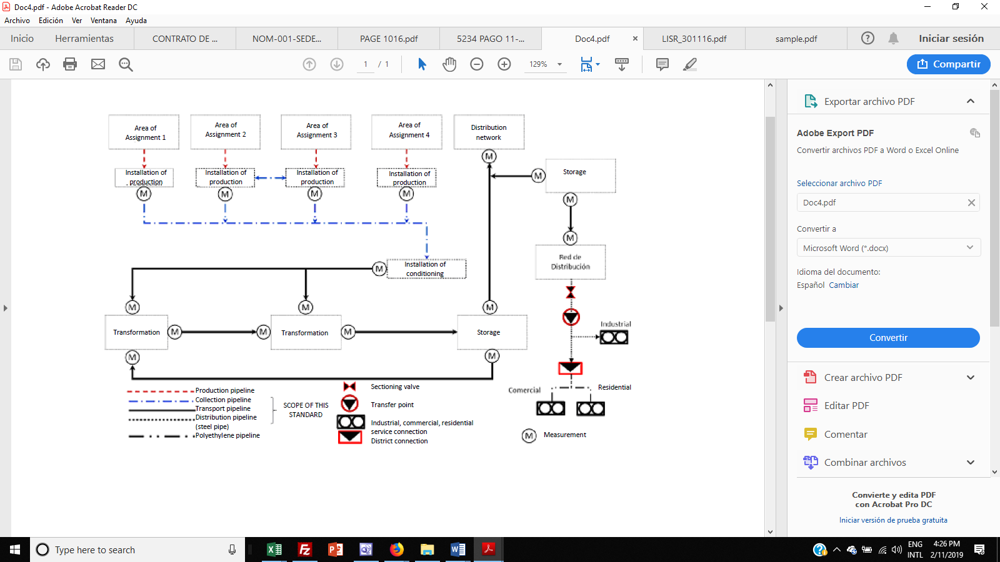 Doc4.pdf - Adobe Acrobat Reader DC
Archivo Edición Ver Ventana Ayuda
Inicio Herramientas CONTRATO DE ... NOM-001-SEDE... PAGE 1016.pdf 5234 PAGO 11-... Doc4.pdf × LISR_301116.pdf sample.pdf Iniciar sesión
1 / 1 129% Compartir
Area of
Assignment 1
Area of
Assignment 2
Area of
Assignment 3
Area of
Assignment 4
Distribution
network
Installation of
production
Installation of
production
Installation of
production
Installation of
production
M
M
M
M
M
M
Storage
M
M
Red de
Distribución
Installation of
conditioning
M
M
M
M
Transformation
M
M
Transformation
M
Storage
M
M
Industrial
Comercial
Residential
Production pipeline
Collection pipeline
Transport pipeline
Distribution pipeline
(steel pipe)
Polyethylene pipeline
SCOPE OF THIS
STANDARD
Sectioning valve
Transfer point
Industrial, commercial, residential
service connection
District connection
M Measurement
Exportar archivo PDF
Adobe Export PDF
Convertir archivos PDF a Word o Excel Online
Seleccionar archivo PDF
Doc4.pdf
Convertir a
Microsoft Word (*.docx)
Idioma del documento:
Español Cambiar
Convertir
Crear archivo PDF
Editar PDF
Comentar
Combinar archivos
Convierte y edita PDF
con Acrobat Pro DC
Iniciar versión de prueba gratuita
Type here to search
ENG
INTL
4:26 PM
2/11/2019